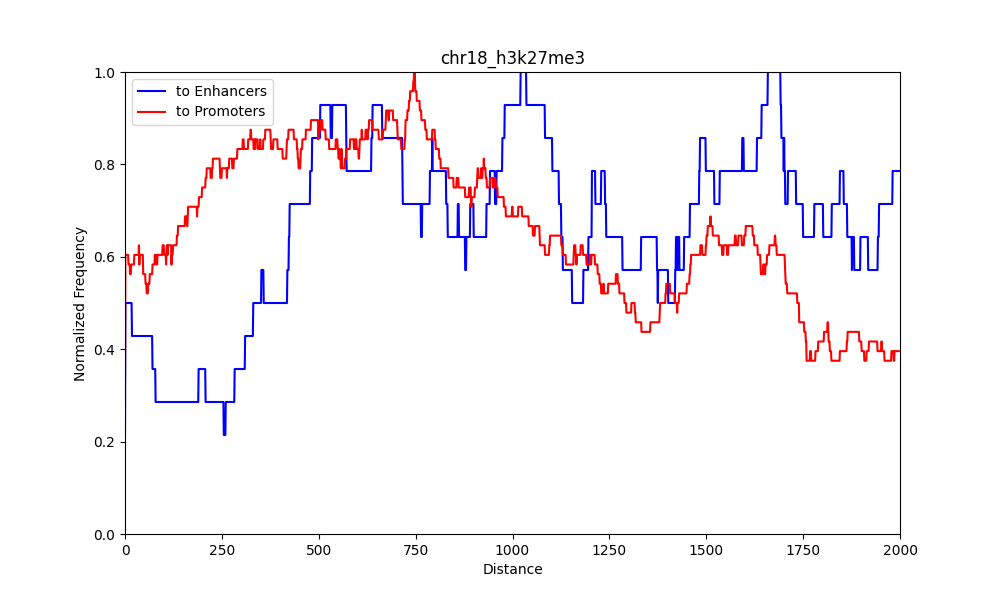 chr18_h3k27me3
to Enhancers
to Promoters
Normalized Frequency
1.0
0.8
0.6
0.4
0.2
0.0
0 250 500 750 1000 1250 1500 1750 2000
Distance